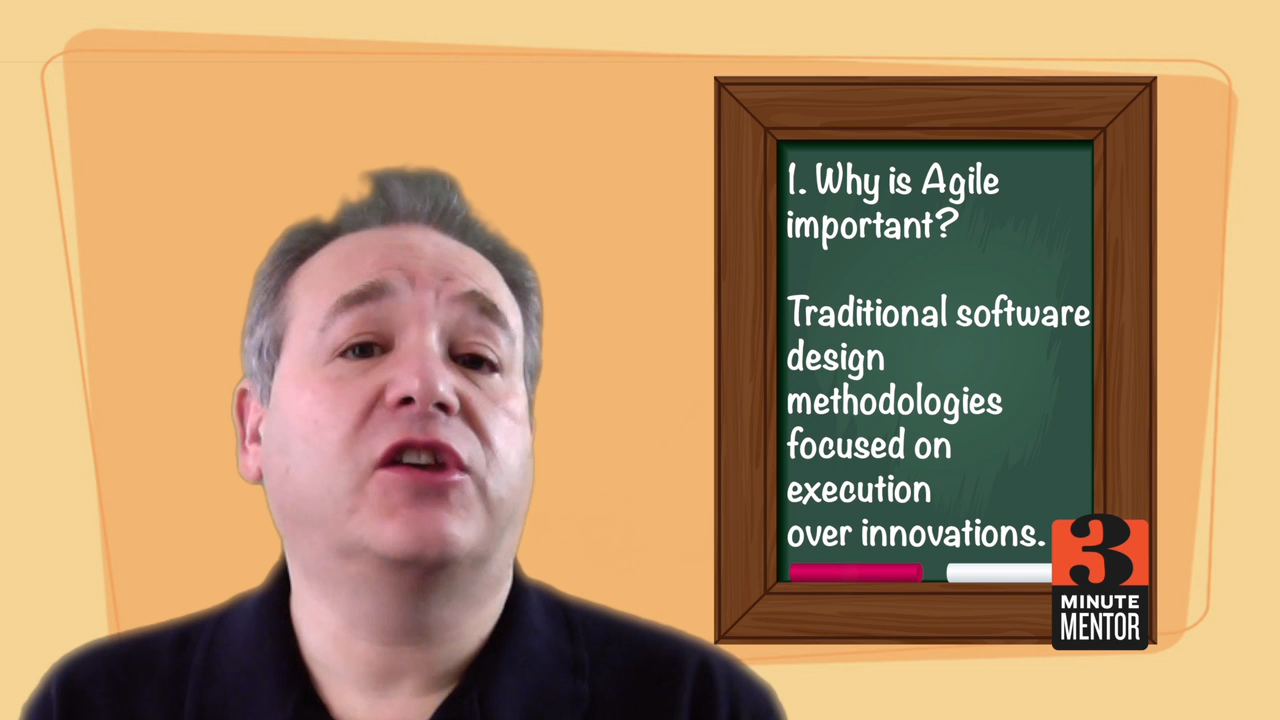 1. Why is Agile
important?
Traditional software
design
methodologies
focused on
execution
over innovations.
3
MINUTE
MENTOR